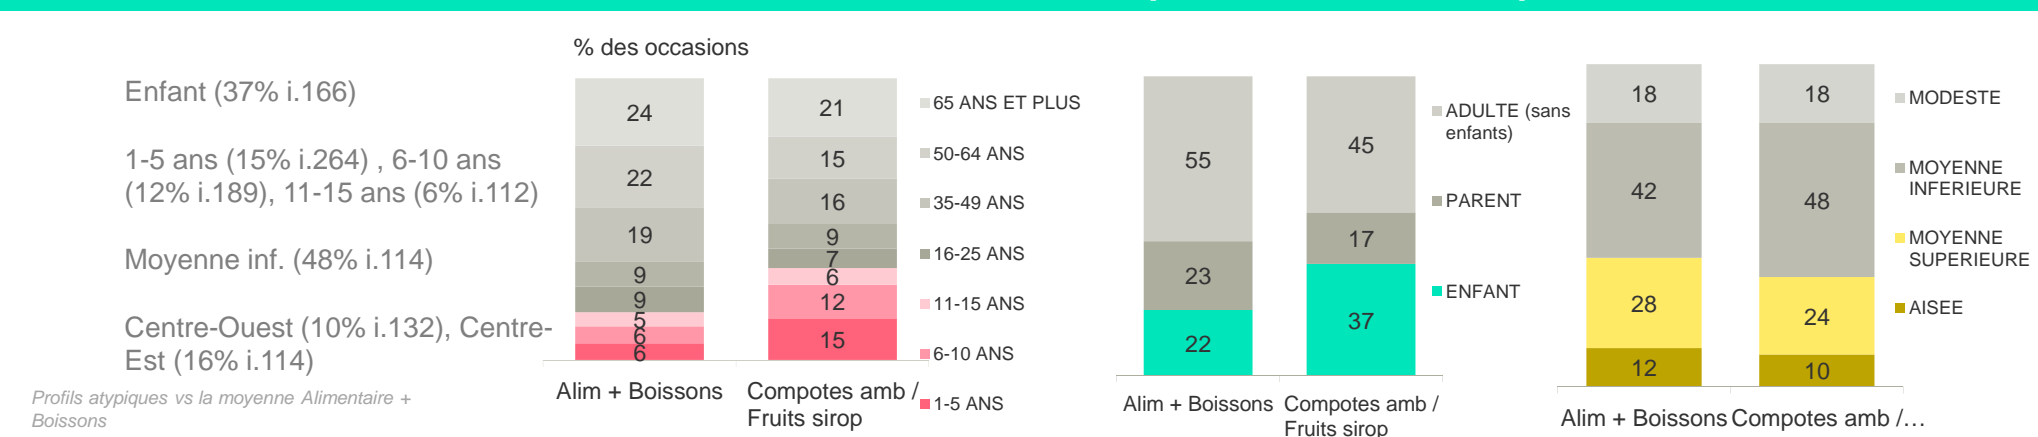 % des occasions
Enfant (37% i.166)
1-5 ans (15% i.264) , 6-10 ans
(12% i.189), 11-15 ans (6% i.112)
Moyenne inf. (48% i.114)
Centre-Ouest (10% i.132), Centre-
Est (16% i.114)
Profils atypiques vs la moyenne Alimentaire +
Boissons
24
22
19
9
9
5
6
6
Alim + Boissons
21
15
16
9
7
6
12
15
Compotes amb /
Fruits sirop
65 ANS ET PLUS
50-64 ANS
35-49 ANS
16-25 ANS
11-15 ANS
6-10 ANS
1-5 ANS
55
23
22
Alim + Boissons
45
17
37
Compotes amb /
Fruits sirop
ADULTE (sans
enfants)
PARENT
ENFANT
18
42
28
12
Alim + Boissons
18
48
24
10
Compotes amb /…
MODESTE
MOYENNE
INFERIEURE
MOYENNE
SUPERIEURE
AISEE